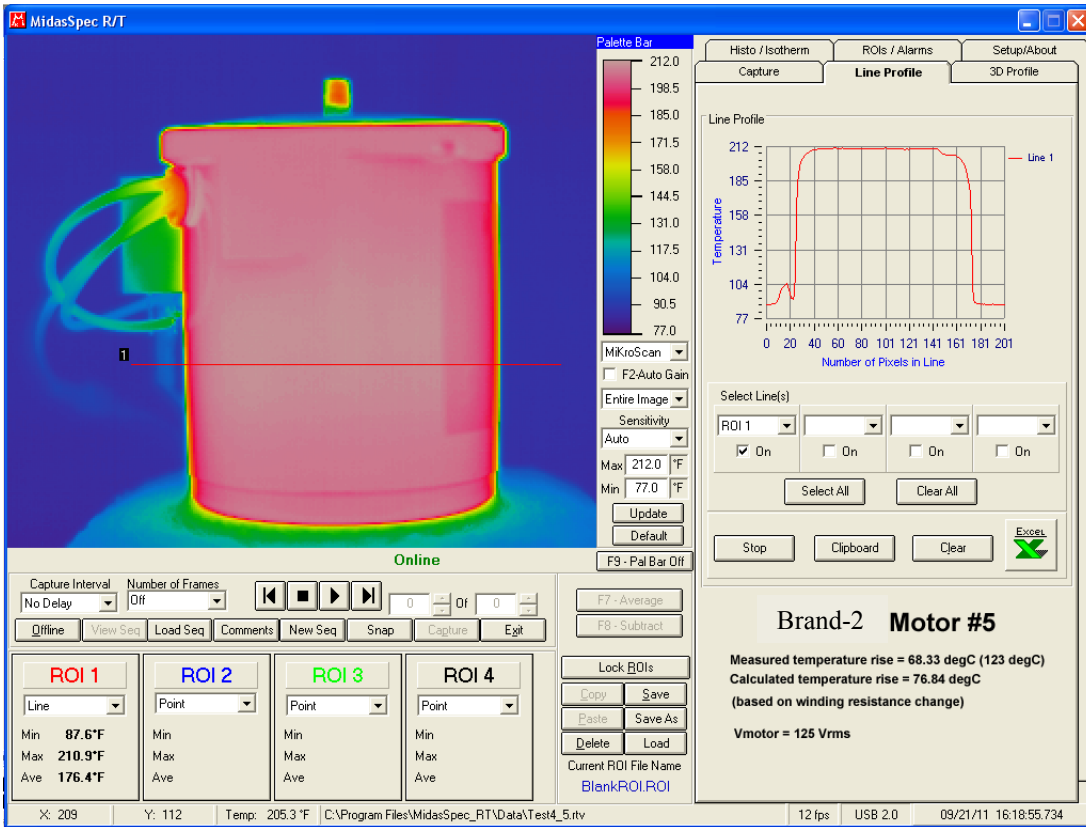 MidasSpec R/T
Palette Bar
212.0
198.5
185.0
171.5
158.0
144.5
131.0
117.5
104.0
90.5
77.0
MiKroScan
F2-Auto Gain
Entire Image
Sensitivity
Auto
Max 212.0 °F
Min 77.0 °F
Update
Default
F9 - Pal Bar Off
1
Online
Histo / Isotherm ROIs / Alarms Setup/About
Capture Line Profile 3D Profile
Line Profile
212
185
158
131
104
77
Temperature
Line 1
0 20 40 60 80 101 121 141 161 181 201
Number of Pixels in Line
Select Line(s)
ROI 1
On On On On
Select All Clear All
Stop Clipboard Clear Excel
Brand-2 Motor #5
Measured temperature rise = 68.33 degC (123 degC)
Calculated temperature rise = 76.84 degC
(based on winding resistance change)
Vmotor = 125 Vrms
Capture Interval Number of Frames
No Delay Off 0 Of 0
Offline View Seq Load Seq Comments New Seq Snap Capture Exit
F7 - Average
F8 - Subtract
Lock ROIs
Copy Save
Paste Save As
Delete Load
Current ROI File Name
BlankROI.ROI
ROI 1 ROI 2 ROI 3 ROI 4
Line Point Point Point
Min 87.6°F Min Min Min
Max 210.9°F Max Max Max
Ave 176.4°F Ave Ave Ave
X: 209 Y: 112 Temp: 205.3 °F C:\Program Files\MidasSpec_RT\Data\Test4_5.rtv 12 fps USB 2.0 09/21/11 16:18:55.734